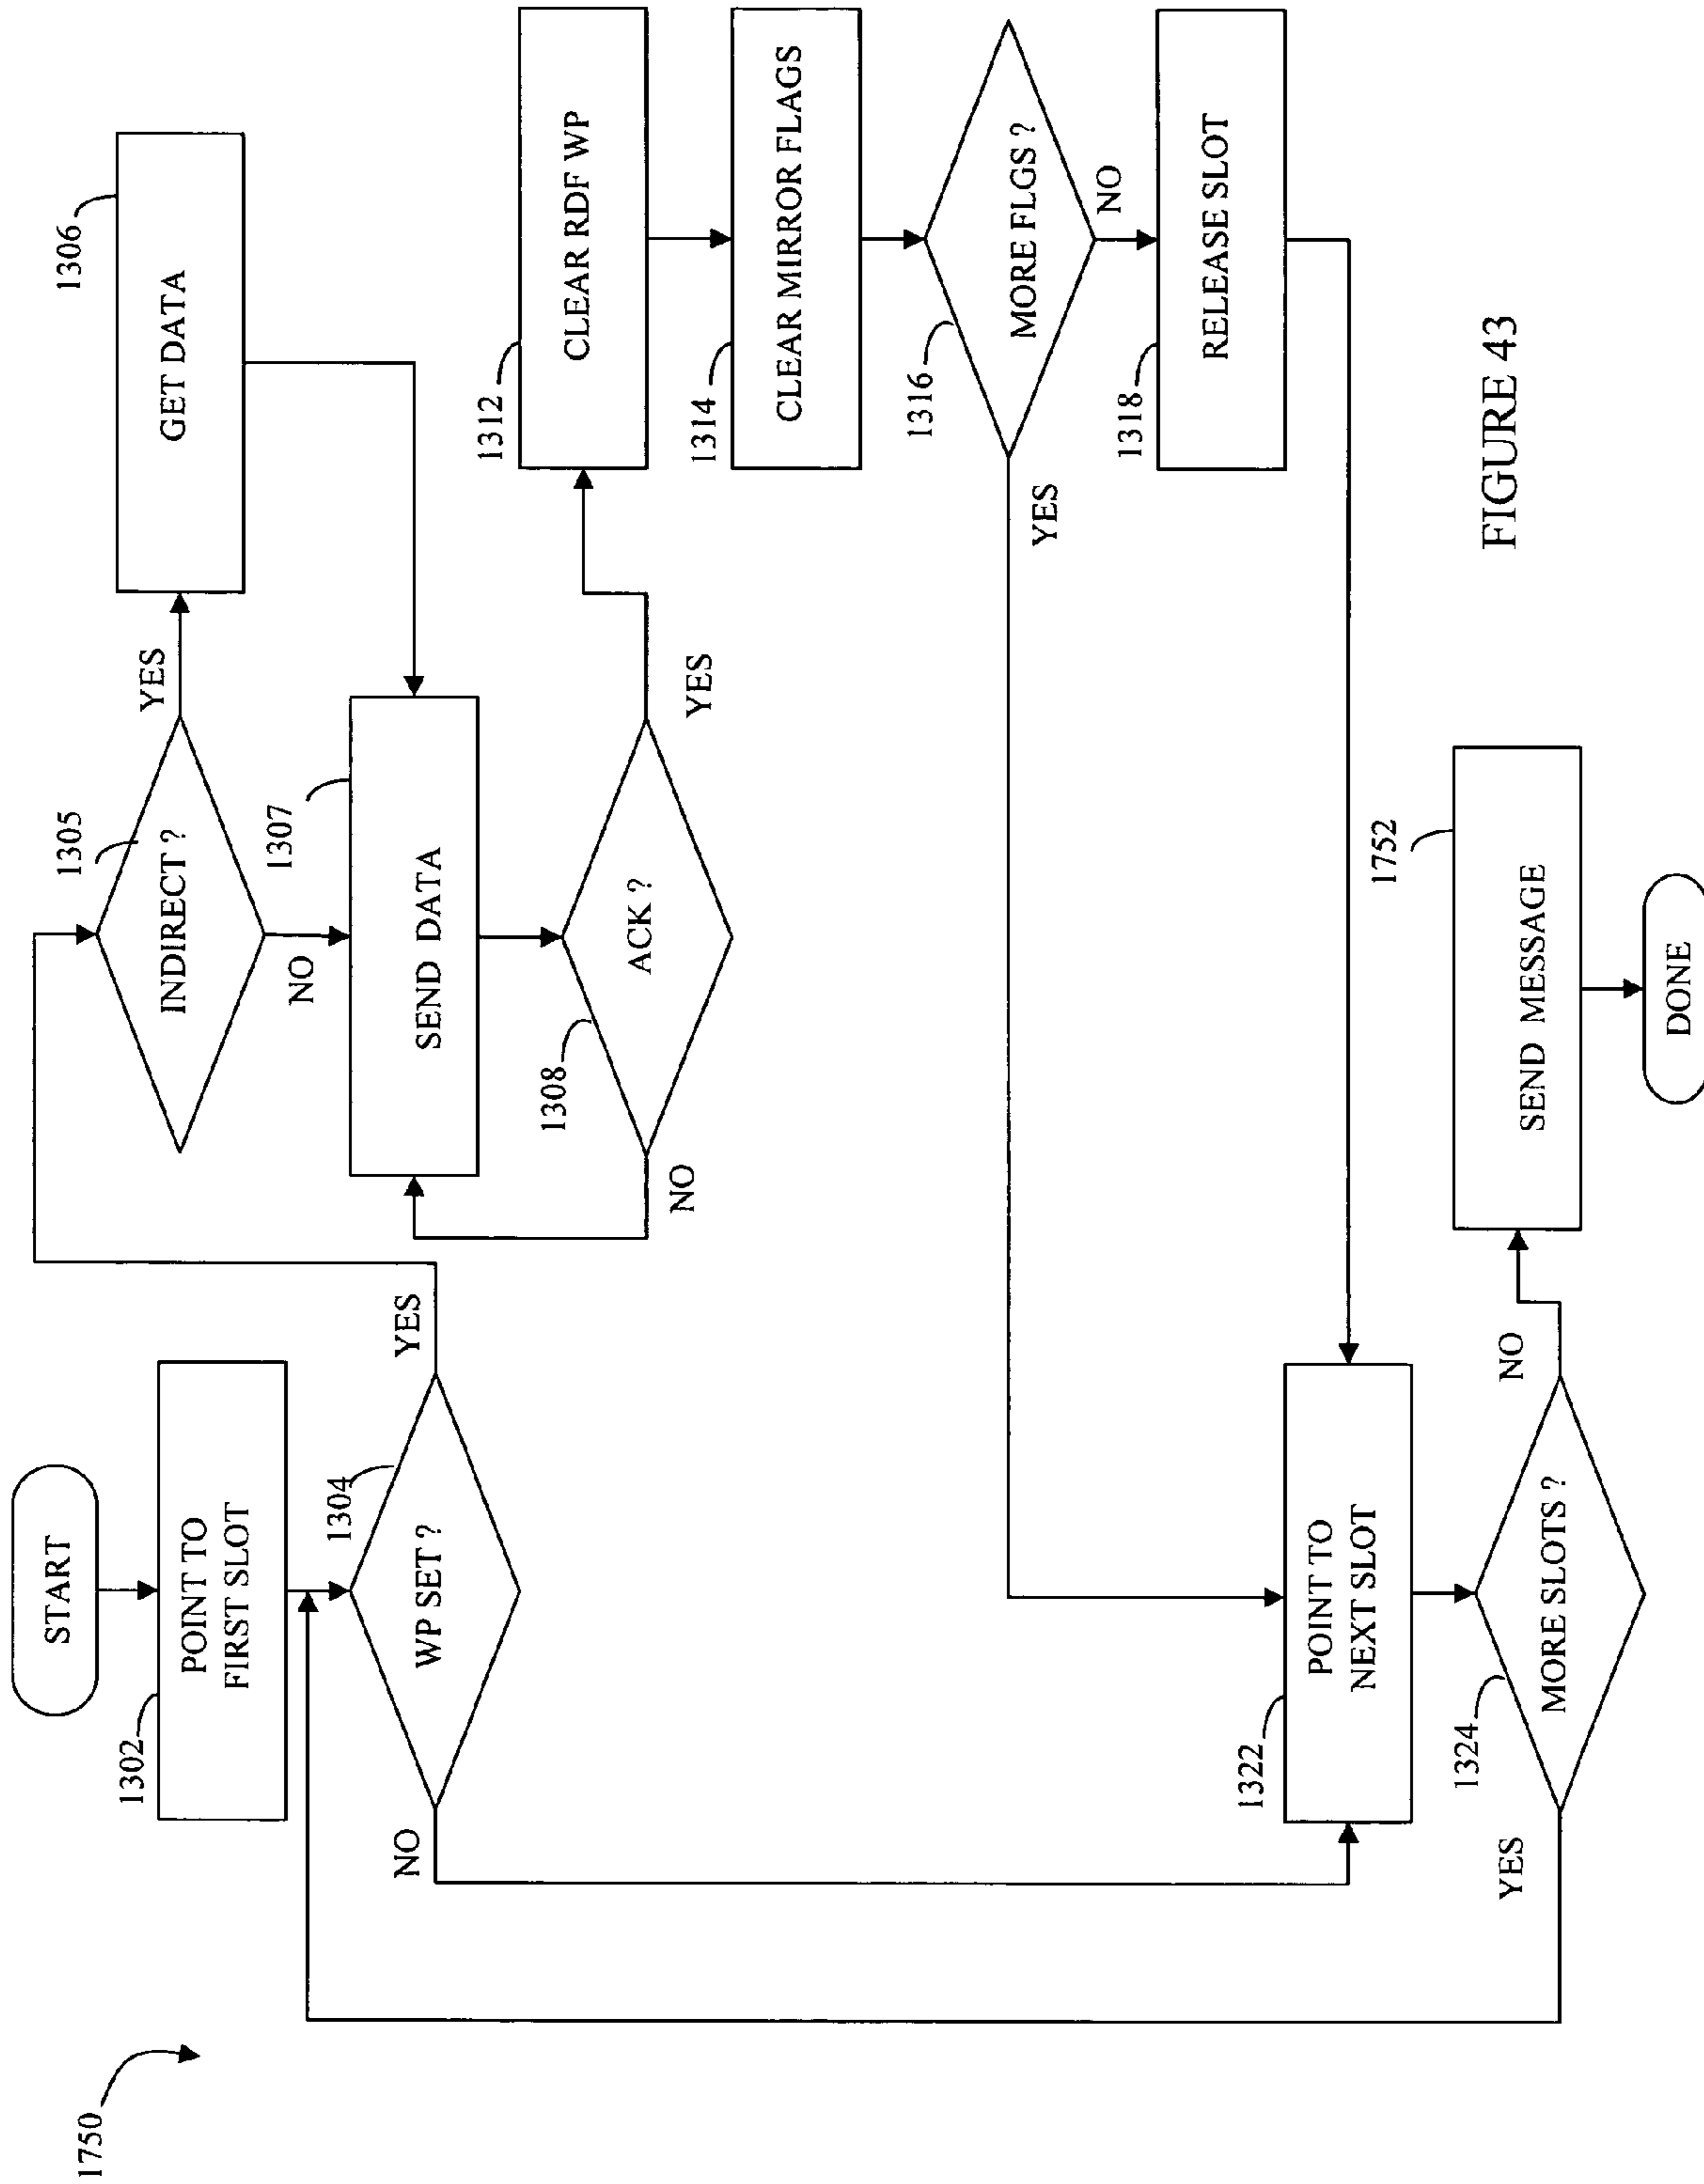 1750
START
1302
POINT TO
FIRST SLOT
1304
WP SET ?
YES
NO
1305
INDIRECT ?
YES
NO
1306
GET DATA
1307
SEND DATA
1308
ACK ?
NO
YES
1312
CLEAR RDF WP
1314
CLEAR MIRROR FLAGS
1316
MORE FLGS ?
YES
NO
1318
RELEASE SLOT
1322
POINT TO
NEXT SLOT
1324
MORE SLOTS ?
YES
NO
1752
SEND MESSAGE
DONE
FIGURE 43